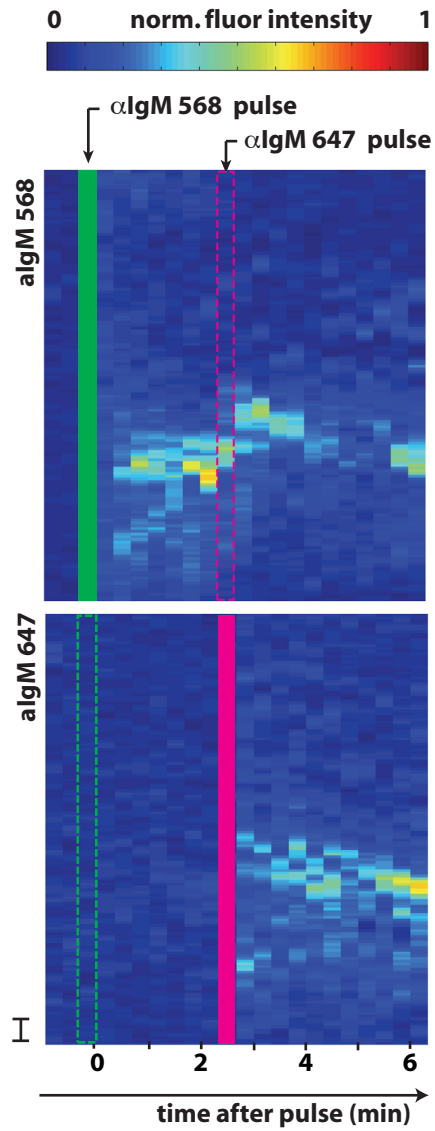 0 norm. fluor intensity 1
αIgM 568 pulse
αIgM 647 pulse
aIgM 568
aIgM 647
0 2 4 6
time after pulse (min)